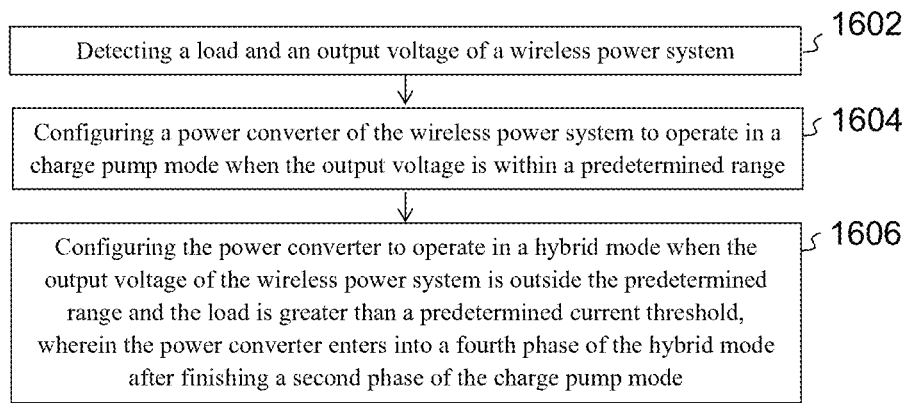 Detecting a load and an output voltage of a wireless power system
1602
Configuring a power converter of the wireless power system to operate in a
charge pump mode when the output voltage is within a predetermined range
1604
Configuring the power converter to operate in a hybrid mode when the
output voltage of the wireless power system is outside the predetermined
range and the load is greater than a predetermined current threshold,
wherein the power converter enters into a fourth phase of the hybrid mode
after finishing a second phase of the charge pump mode
1606